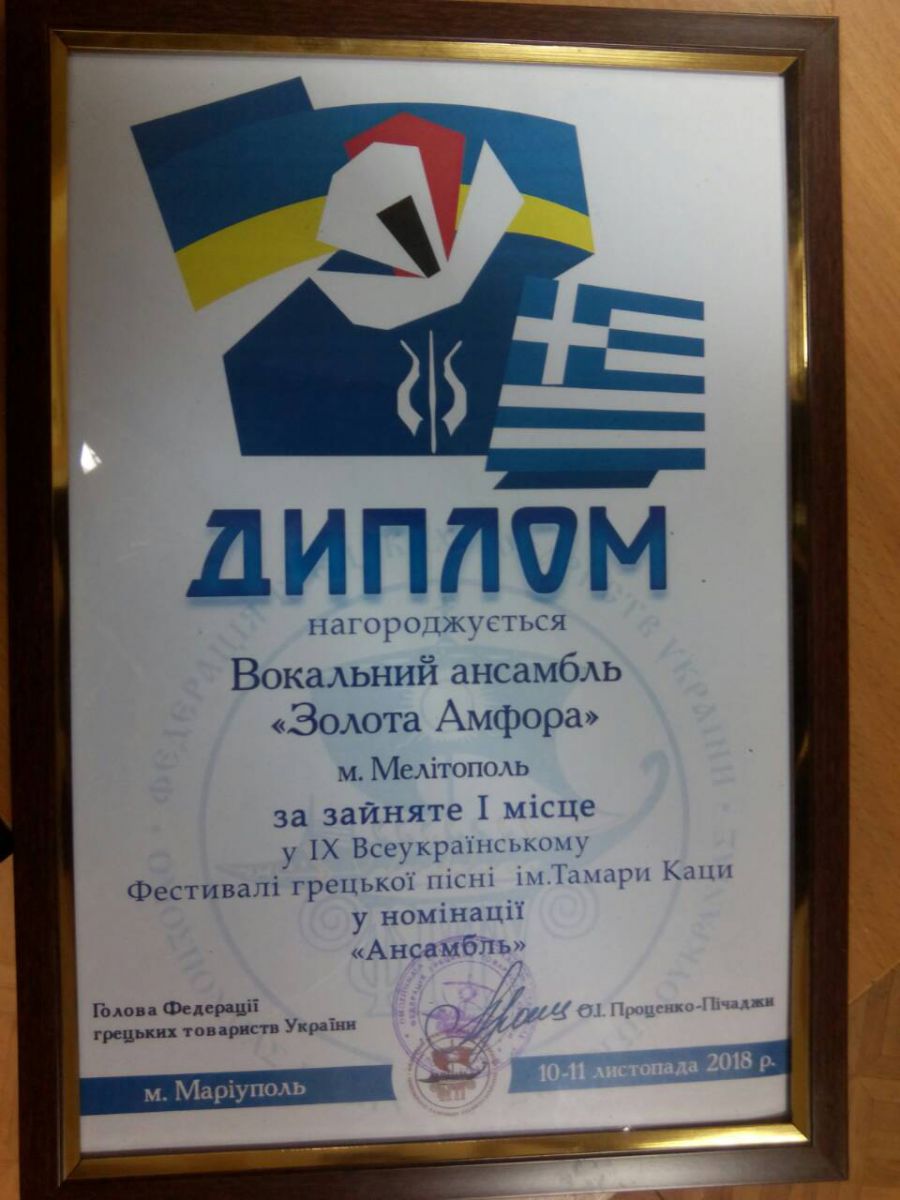 ДИПЛОМ
нагороджується
Вокальний ансамбль
«Золота Амфора»
м. Мелітополь
за зайняте І місце
у ІХ Всеукраїнському
Фестивалі грецької пісні ім.Тамари Каци
у номінації
«Ансамбль»
Голова Федерації
грецьких товариств України
О.І. Проценко-Пічаджи
м. Маріуполь
10-11 листопада 2018 р.